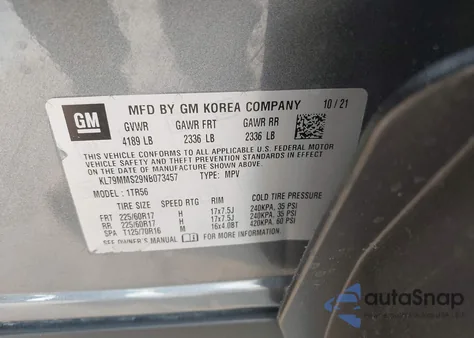 GM
MFD BY GM KOREA COMPANY 10/21
GVWR GAWR FRT GAWR RR
4189 LB 2336 LB 2336 LB
THIS VEHICLE CONFORMS TO ALL APPLICABLE U.S. FEDERAL MOTOR
VEHICLE SAFETY AND THEFT PREVENTION STANDARDS IN EFFECT
ON THE DATE OF MANUFACTURE SHOWN ABOVE.
KL79MMS29NB073457 TYPE: MPV
MODEL: 1TR56
TIRE SIZE SPEED RTG RIM COLD TIRE PRESSURE
FRT 225/60R17 H 17x7.5J 240KPA, 35 PSI
RR 225/60R17 H 17x7.5J 240KPA, 35 PSI
SPA T125/70R16 M 16x4.0BT 420KPA, 60 PSI
SEE OWNER'S MANUAL FOR MORE INFORMATION
autoSnap